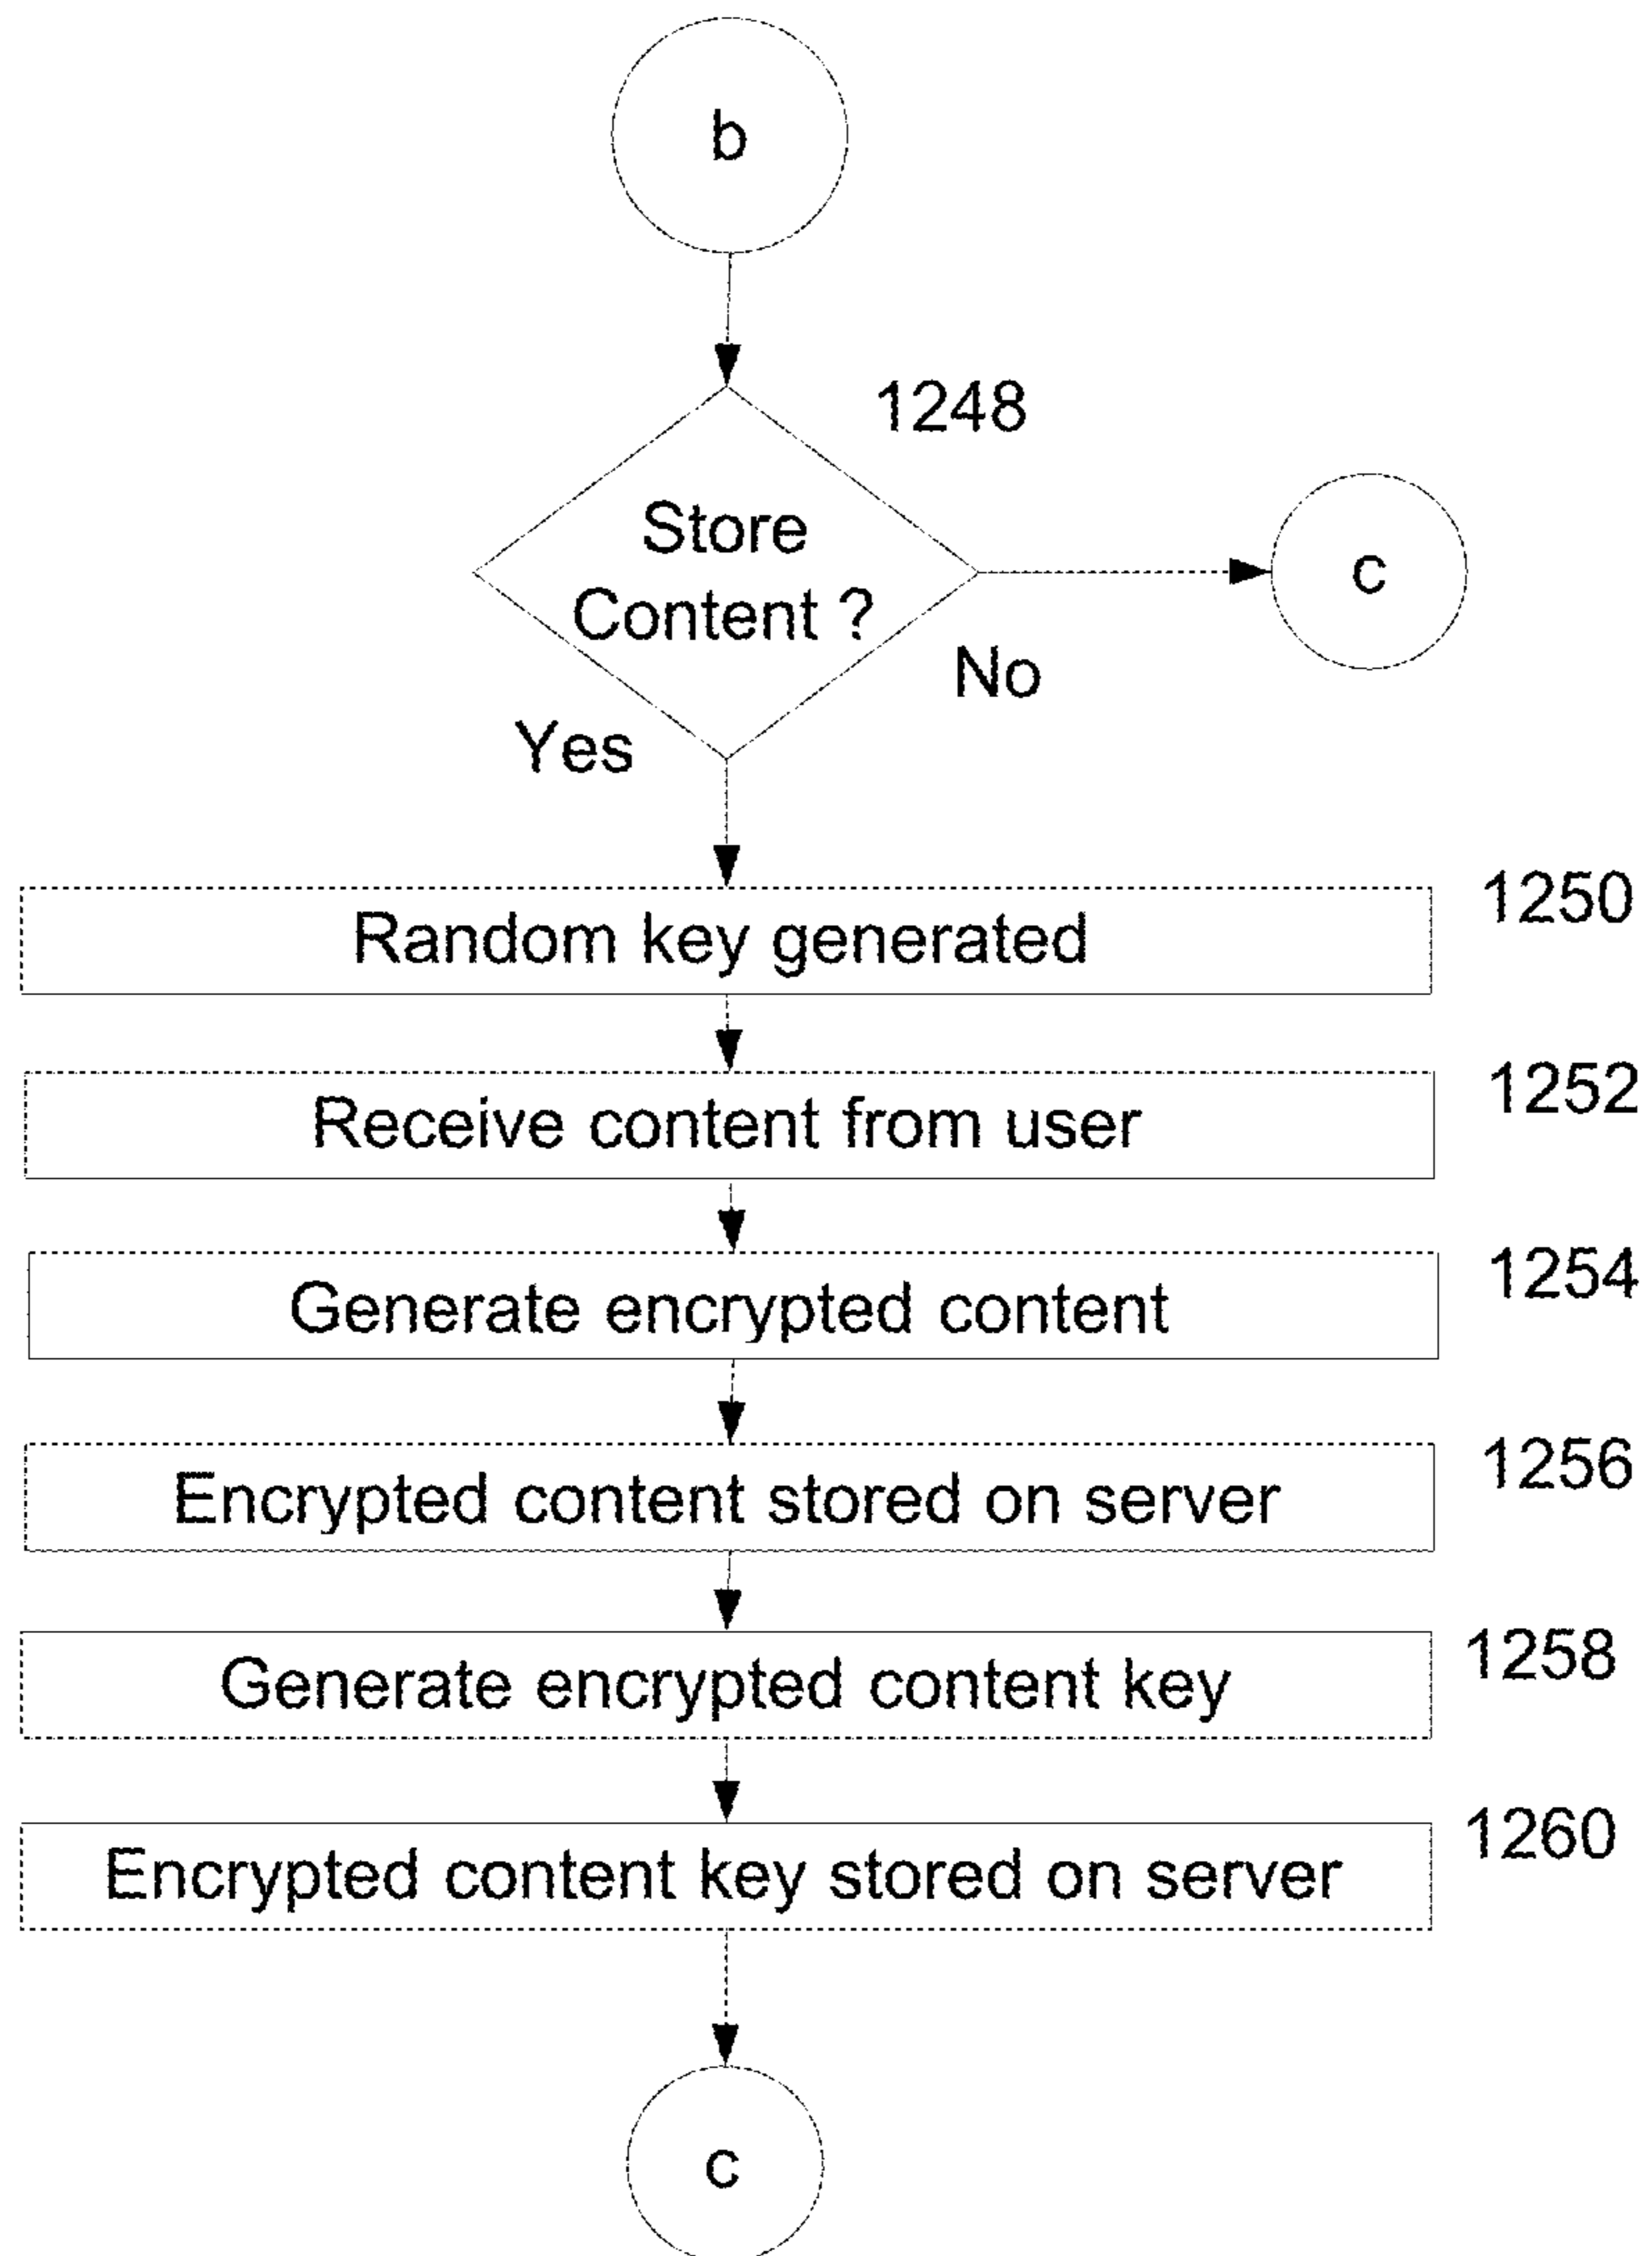 b
1248
Store
Content ?
c
No
Yes
1250
Random key generated
1252
Receive content from user
1254
Generate encrypted content
1256
Encrypted content stored on server
1258
Generate encrypted content key
1260
Encrypted content key stored on server
c